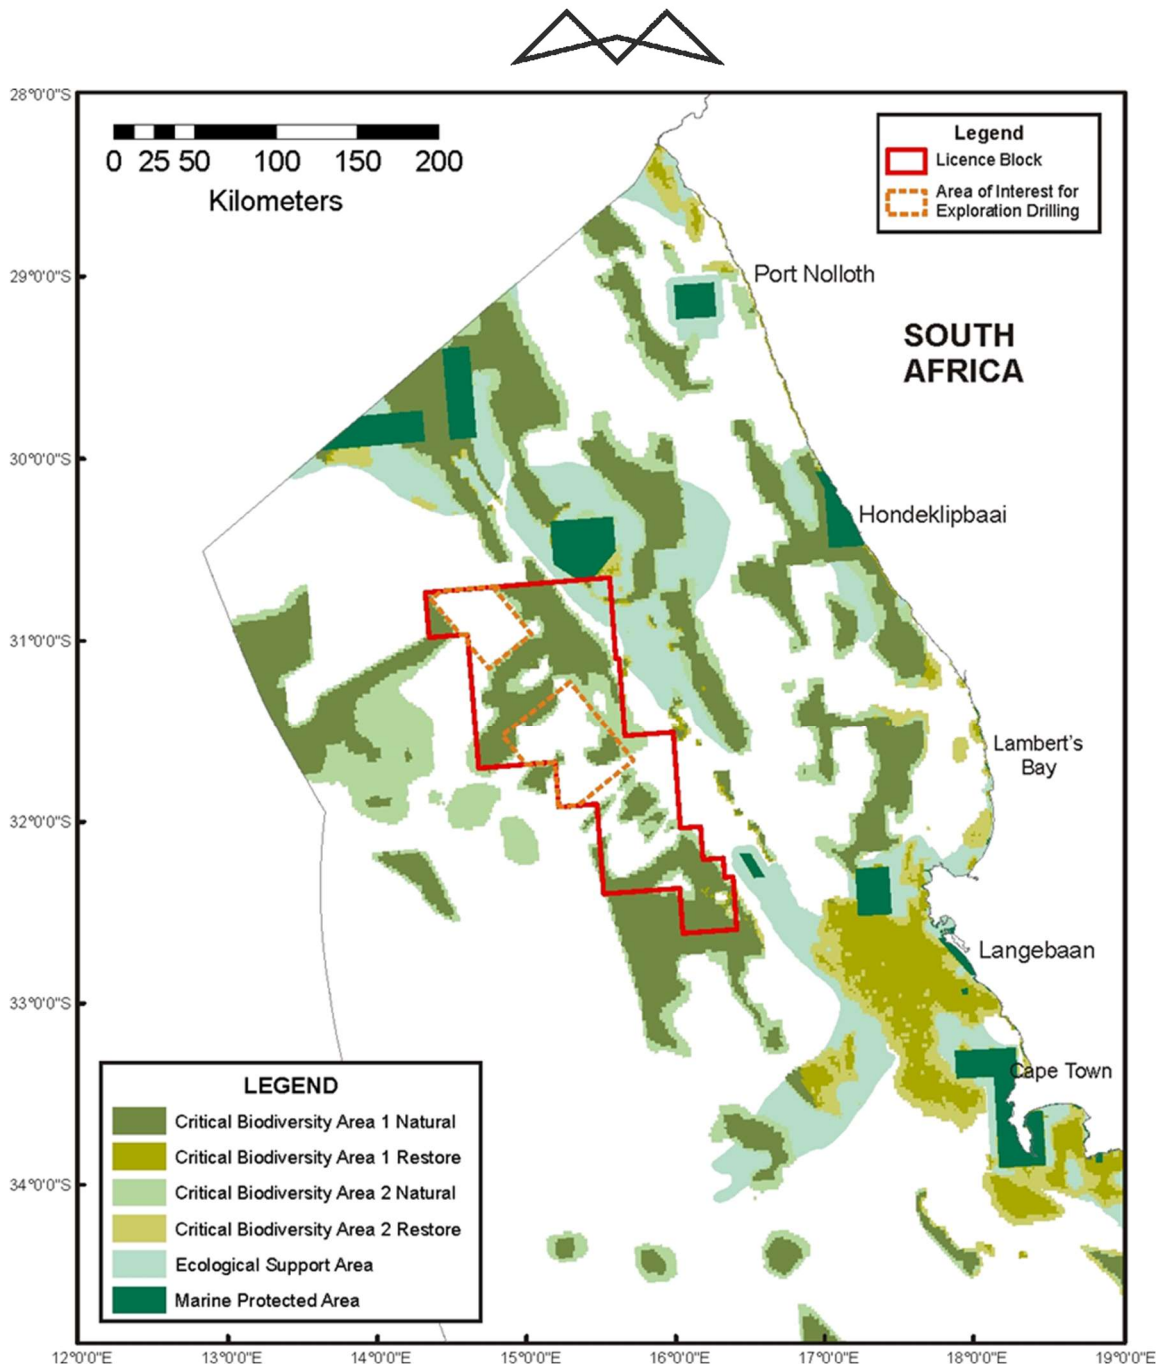 28°0'0"S
0 25 50 100 150 200
Kilometers
Legend
Licence Block
Area of Interest for
Exploration Drilling
29°0'0"S
Port Nolloth
SOUTH
AFRICA
30°0'0"S
Hondeklipbaai
31°0'0"S
Lambert's
Bay
32°0'0"S
Langebaan
33°0'0"S
Cape Town
LEGEND
Critical Biodiversity Area 1 Natural
Critical Biodiversity Area 1 Restore
Critical Biodiversity Area 2 Natural
Critical Biodiversity Area 2 Restore
Ecological Support Area
Marine Protected Area
34°0'0"S
12°0'0"E 13°0'0"E 14°0'0"E 15°0'0"E 16°0'0"E 17°0'0"E 18°0'0"E 19°0'0"E